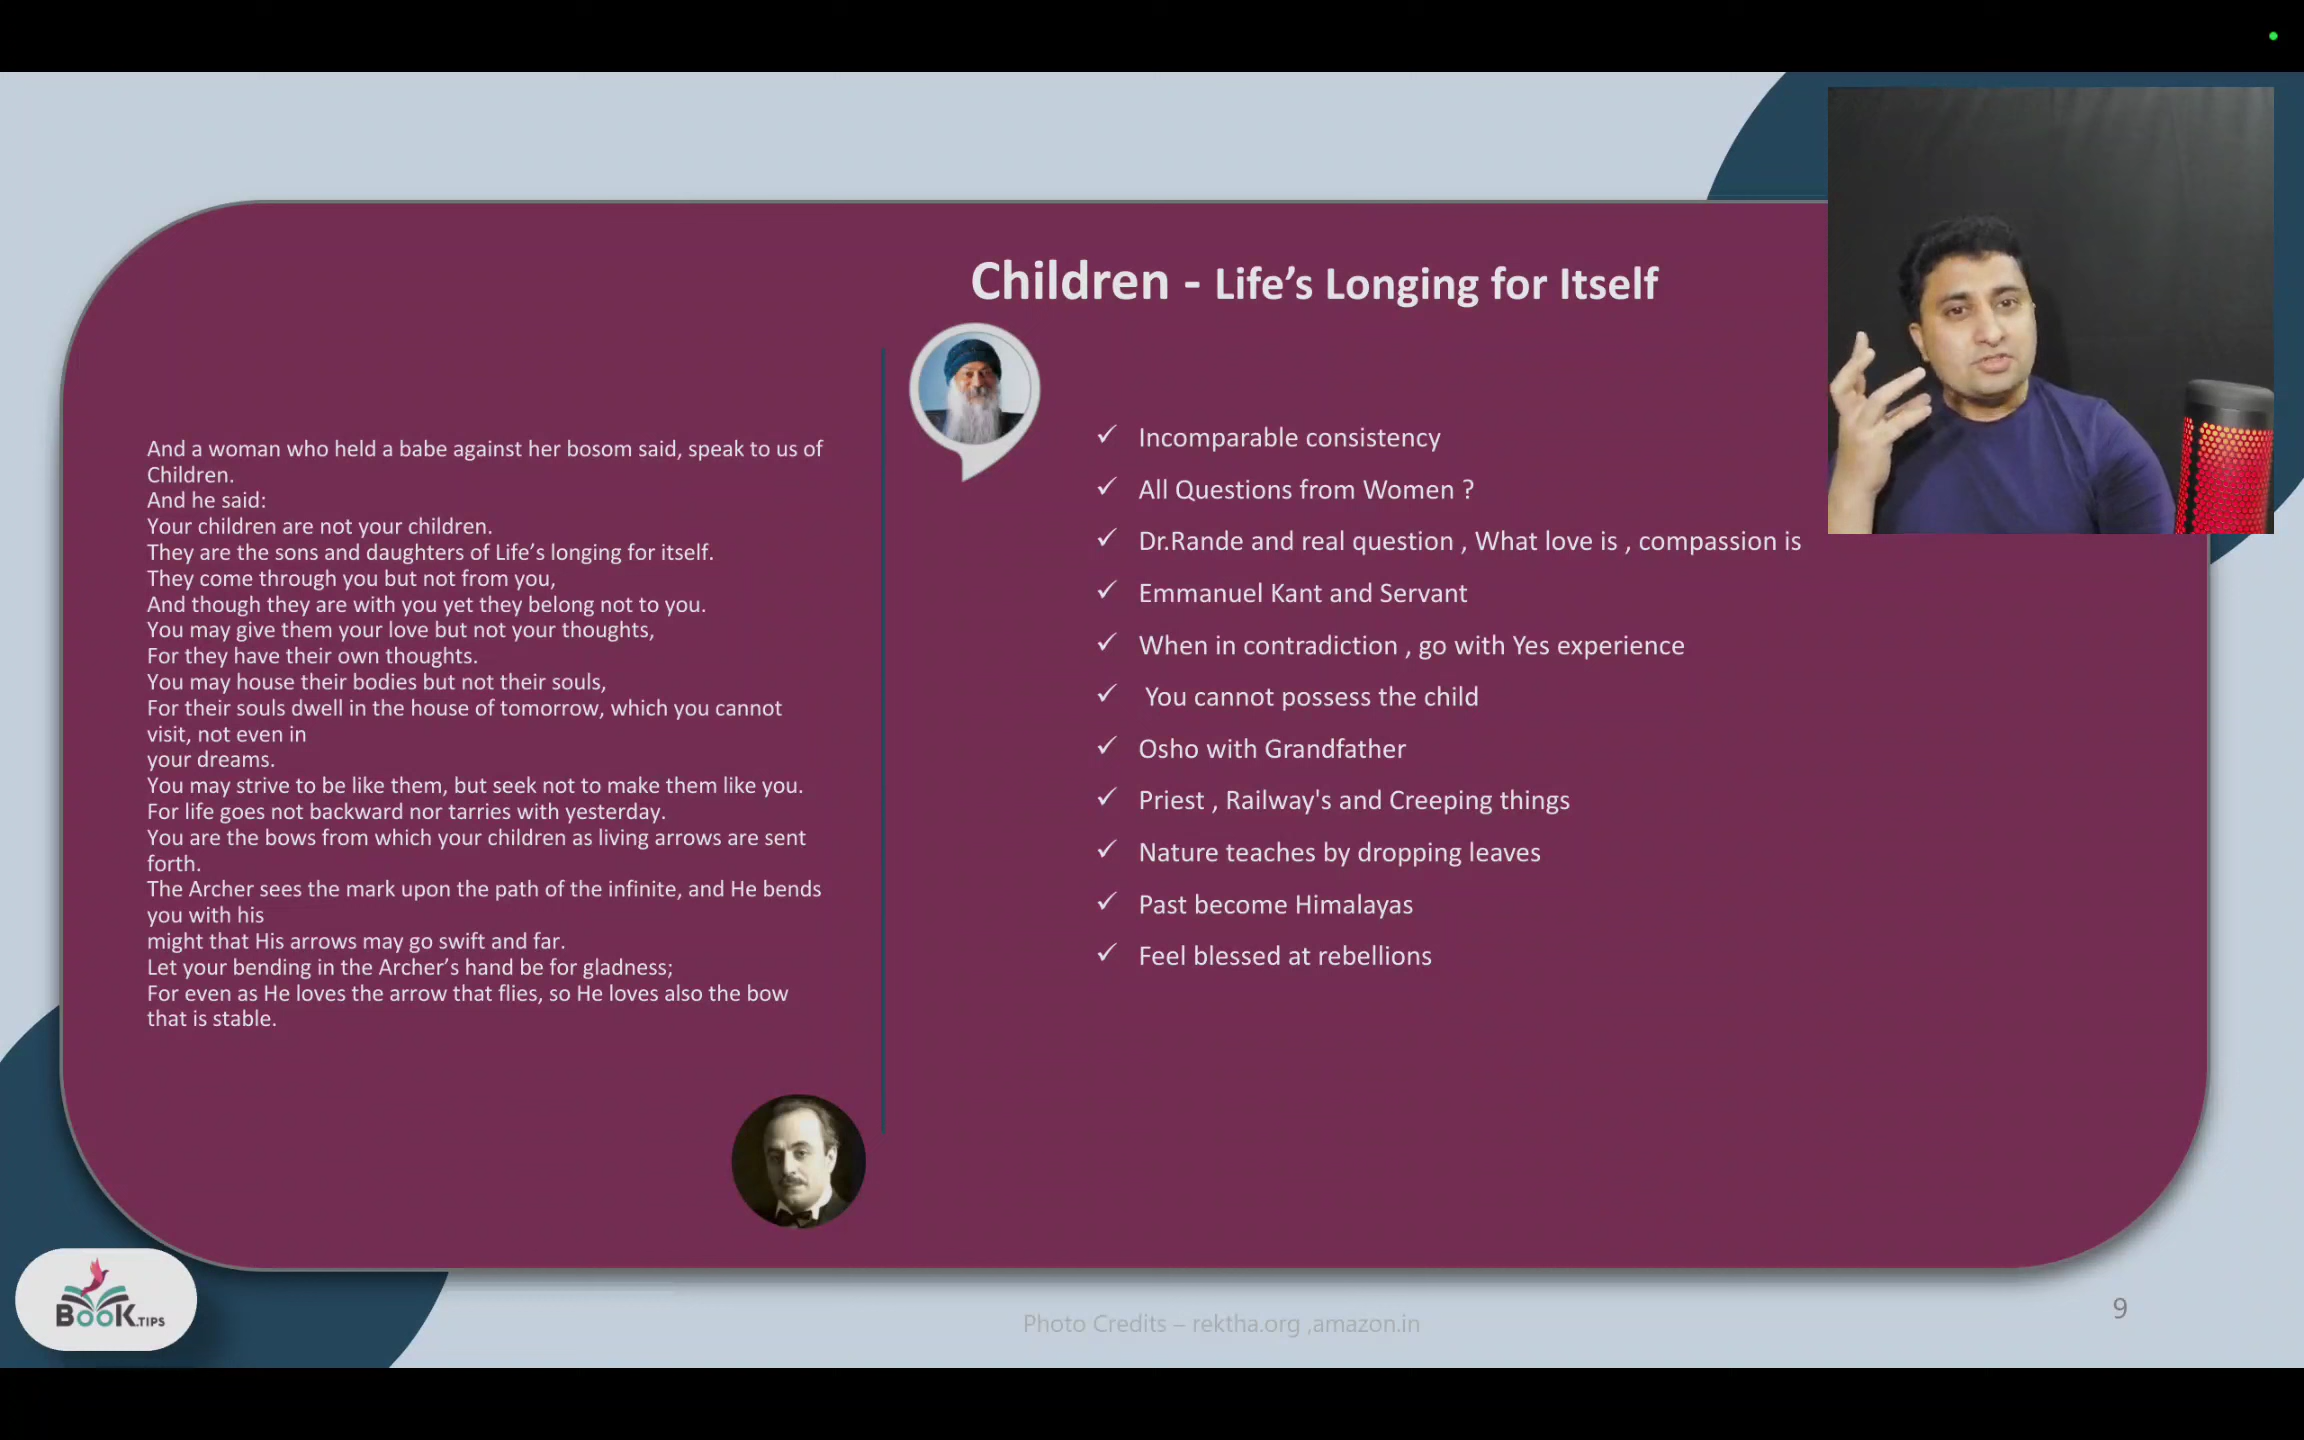 Children - Life’s Longing for Itself
And a woman who held a babe against her bosom said, speak to us of
Children.
And he said:
Your children are not your children.
They are the sons and daughters of Life’s longing for itself.
They come through you but not from you,
And though they are with you yet they belong not to you.
You may give them your love but not your thoughts,
For they have their own thoughts.
You may house their bodies but not their souls,
For their souls dwell in the house of tomorrow, which you cannot
visit, not even in
your dreams.
You may strive to be like them, but seek not to make them like you.
For life goes not backward nor tarries with yesterday.
You are the bows from which your children as living arrows are sent
forth.
The Archer sees the mark upon the path of the infinite, and He bends
you with his
might that His arrows may go swift and far.
Let your bending in the Archer’s hand be for gladness;
For even as He loves the arrow that flies, so He loves also the bow
that is stable.
✓ Incomparable consistency
✓ All Questions from Women ?
✓ Dr.Rande and real question , What love is , compassion is
✓ Emmanuel Kant and Servant
✓ When in contradiction , go with Yes experience
✓ You cannot possess the child
✓ Osho with Grandfather
✓ Priest , Railway's and Creeping things
✓ Nature teaches by dropping leaves
✓ Past become Himalayas
✓ Feel blessed at rebellions
BooK.TIPS
Photo Credits – rektha.org ,amazon.in
9